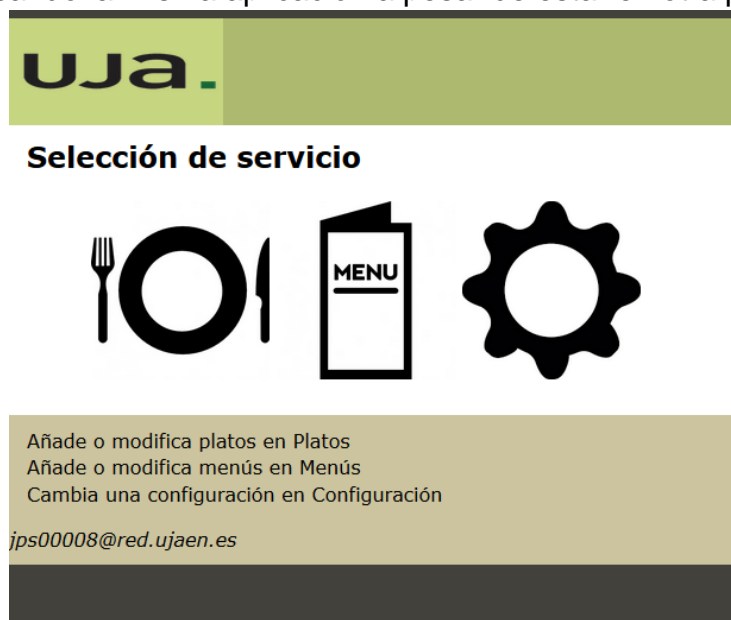 uja.
Selección de servicio
MENU
Añade o modifica platos en Platos
Añade o modifica menús en Menús
Cambia una configuración en Configuración
jps00008@red.ujaen.es